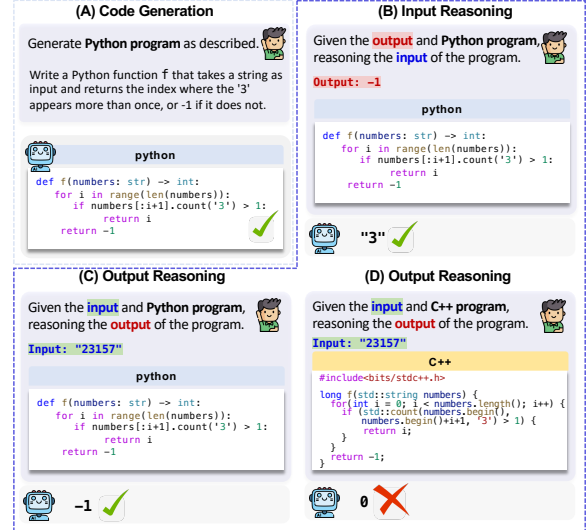 (A) Code Generation
Generate Python program as described.
Write a Python function f that takes a string as
input and returns the index where the '3'
appears more than once, or -1 if it does not.
python
def f(numbers: str) -> int:
for i in range(len(numbers)):
if numbers[:i+1].count('3') > 1:
return i
return -1
(B) Input Reasoning
Given the output and Python program,
reasoning the input of the program.
Output: -1
python
def f(numbers: str) -> int:
for i in range(len(numbers)):
if numbers[:i+1].count('3') > 1:
return i
return -1
"3"
(C) Output Reasoning
Given the input and Python program,
reasoning the output of the program.
Input: "23157"
python
def f(numbers: str) -> int:
for i in range(len(numbers)):
if numbers[:i+1].count('3') > 1:
return i
return -1
-1
(D) Output Reasoning
Given the input and C++ program,
reasoning the output of the program.
Input: "23157"
C++
#include<bits/stdc++.h>
long f(std::string numbers) {
for(int i = 0; i < numbers.length(); i++) {
if (std::count(numbers.begin(),
numbers.begin()+i+1, '3') > 1) {
return i;
}
}
return -1;
}
0